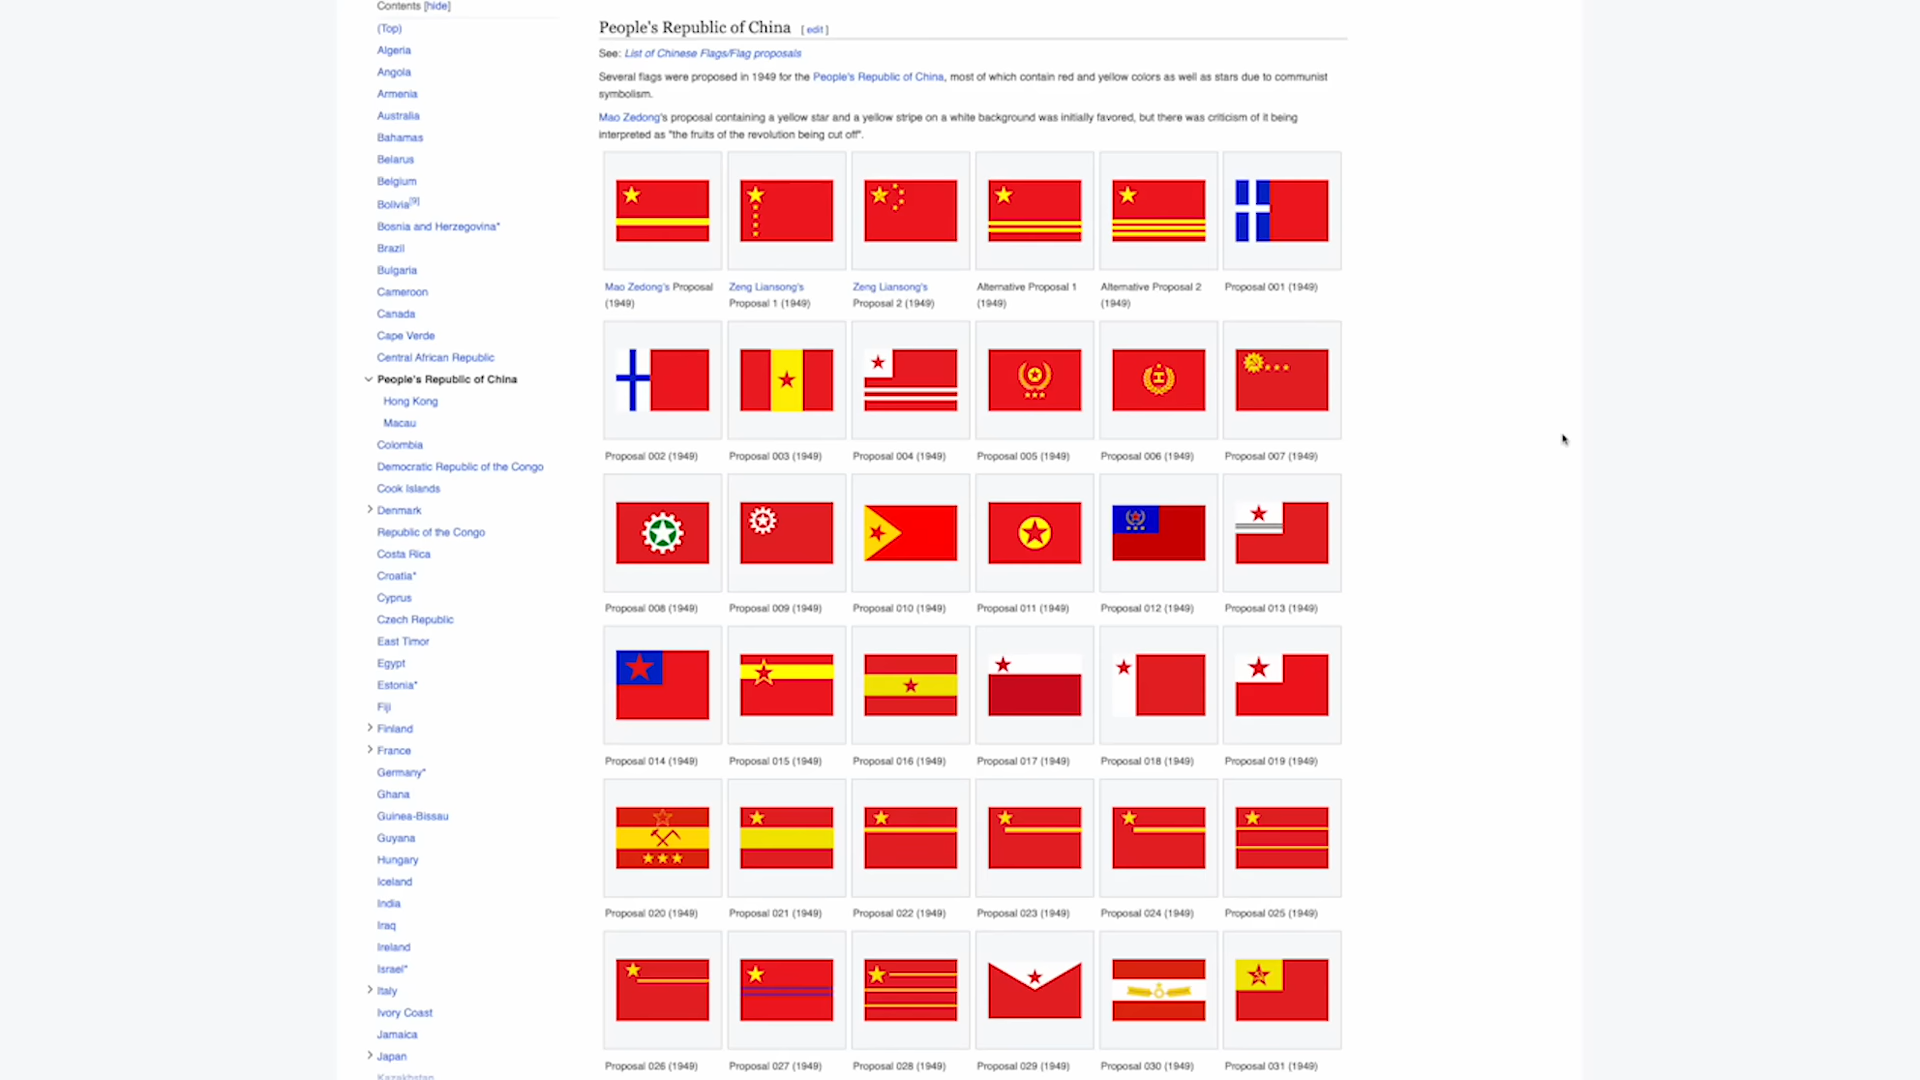 Contents [hide]
(Top)
Algeria
Angola
Armenia
Australia
Bahamas
Belarus
Belgium
Bolivia[9]
Bosnia and Herzegovina*
Brazil
Bulgaria
Cameroon
Canada
Cape Verde
Central African Republic
People's Republic of China
Hong Kong
Macau
Colombia
Democratic Republic of the Congo
Cook Islands
Denmark
Republic of the Congo
Costa Rica
Croatia*
Cyprus
Czech Republic
East Timor
Egypt
Estonia*
Fiji
Finland
France
Germany*
Ghana
Guinea-Bissau
Guyana
Hungary
Iceland
India
Iraq
Ireland
Israel*
Italy
Ivory Coast
Jamaica
Japan
Kazakhstan
People's Republic of China [ edit ]
See: List of Chinese Flags/Flag proposals
Several flags were proposed in 1949 for the People's Republic of China, most of which contain red and yellow colors as well as stars due to communist
symbolism.
Mao Zedong's proposal containing a yellow star and a yellow stripe on a white background was initially favored, but there was criticism of it being
interpreted as "the fruits of the revolution being cut off".
Mao Zedong's Proposal
(1949)
Zeng Liansong's
Proposal 1 (1949)
Zeng Liansong's
Proposal 2 (1949)
Alternative Proposal 1
(1949)
Alternative Proposal 2
(1949)
Proposal 001 (1949)
Proposal 002 (1949)
Proposal 003 (1949)
Proposal 004 (1949)
Proposal 005 (1949)
Proposal 006 (1949)
Proposal 007 (1949)
Proposal 008 (1949)
Proposal 009 (1949)
Proposal 010 (1949)
Proposal 011 (1949)
Proposal 012 (1949)
Proposal 013 (1949)
Proposal 014 (1949)
Proposal 015 (1949)
Proposal 016 (1949)
Proposal 017 (1949)
Proposal 018 (1949)
Proposal 019 (1949)
Proposal 020 (1949)
Proposal 021 (1949)
Proposal 022 (1949)
Proposal 023 (1949)
Proposal 024 (1949)
Proposal 025 (1949)
Proposal 026 (1949)
Proposal 027 (1949)
Proposal 028 (1949)
Proposal 029 (1949)
Proposal 030 (1949)
Proposal 031 (1949)